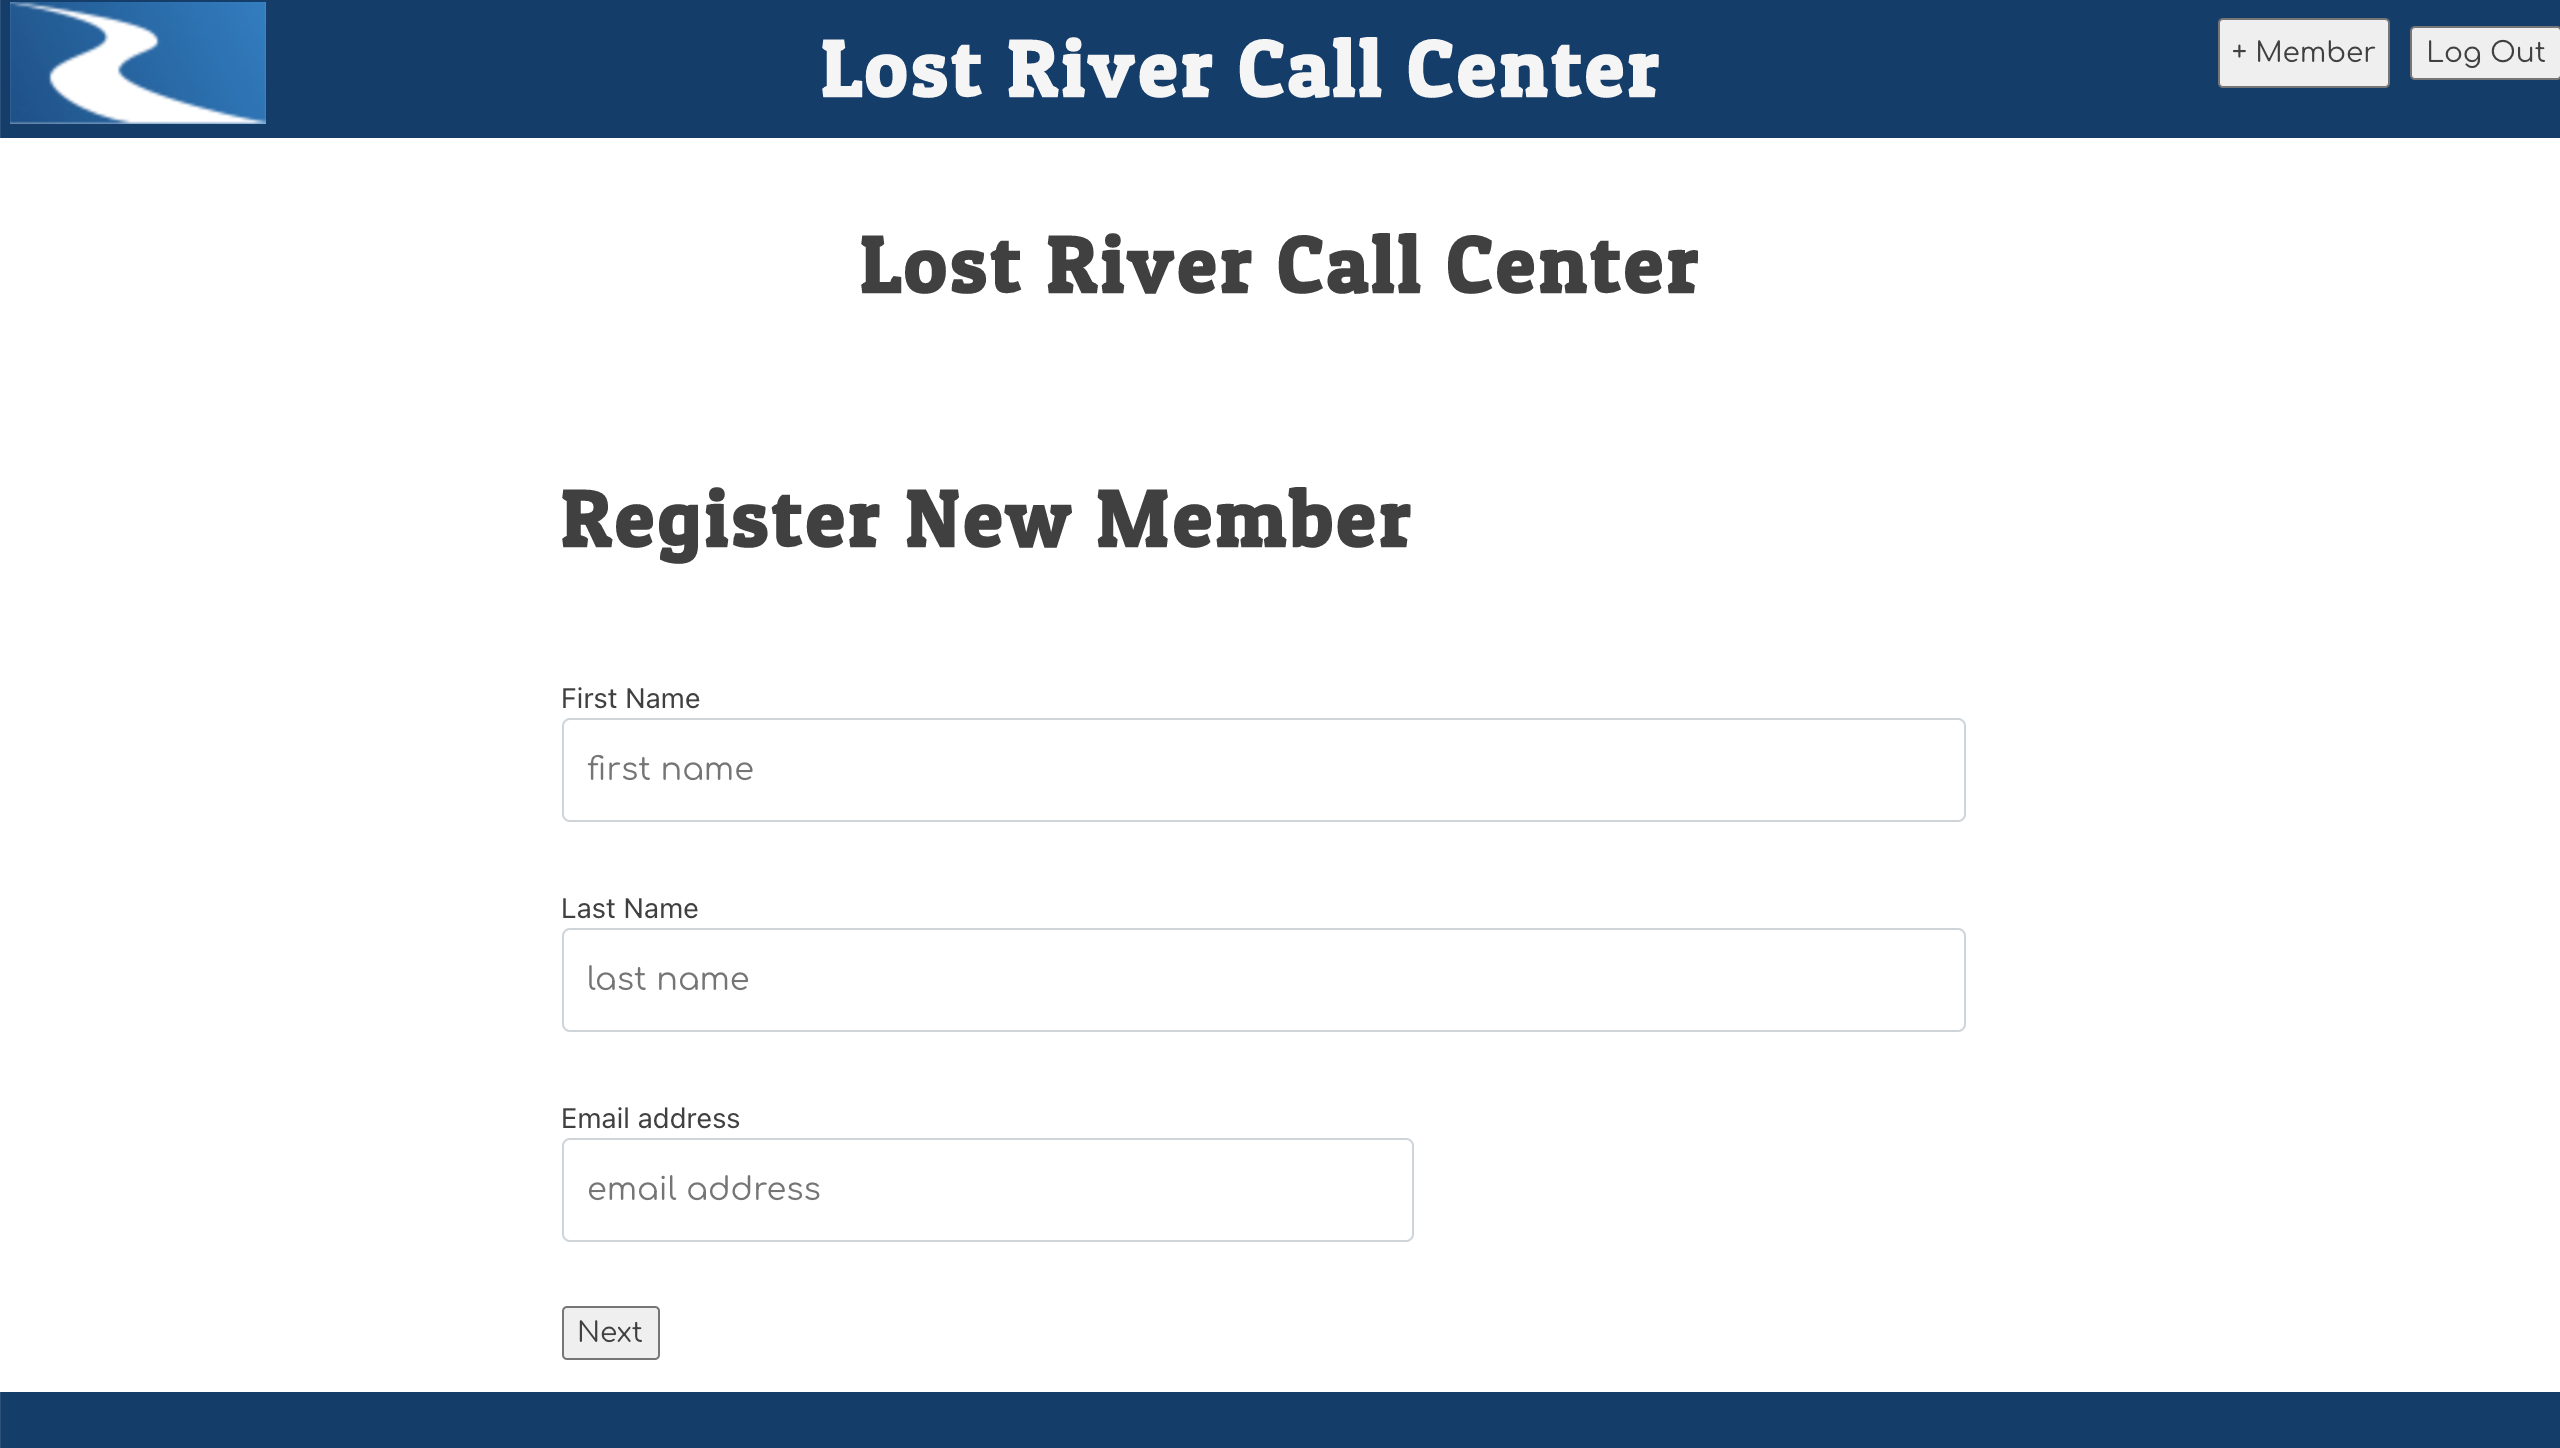 Lost River Call Center
+ Member
Log Out
Lost River Call Center
Register New Member
First Name
first name
Last Name
last name
Email address
email address
Next